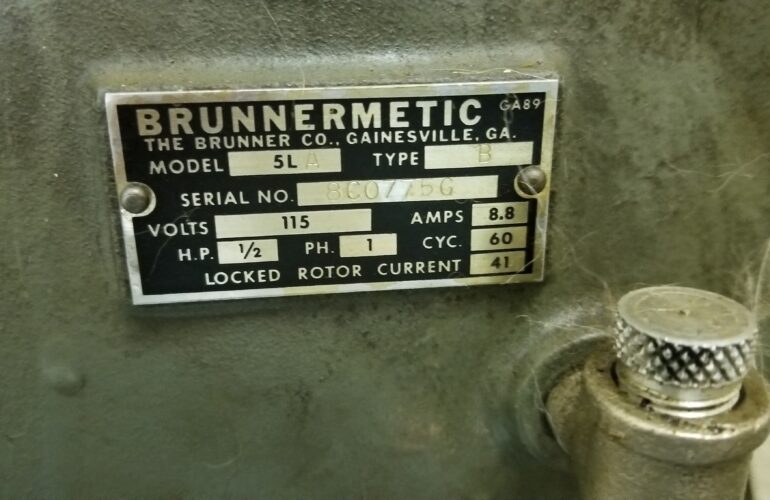 BRUNNERMETIC GA89
THE BRUNNER CO., GAINESVILLE, GA.
MODEL 5L A TYPE B
SERIAL NO.
VOLTS 115 AMPS 8.8
H.P. 1/2 PH. 1 CYC. 60
LOCKED ROTOR CURRENT 41